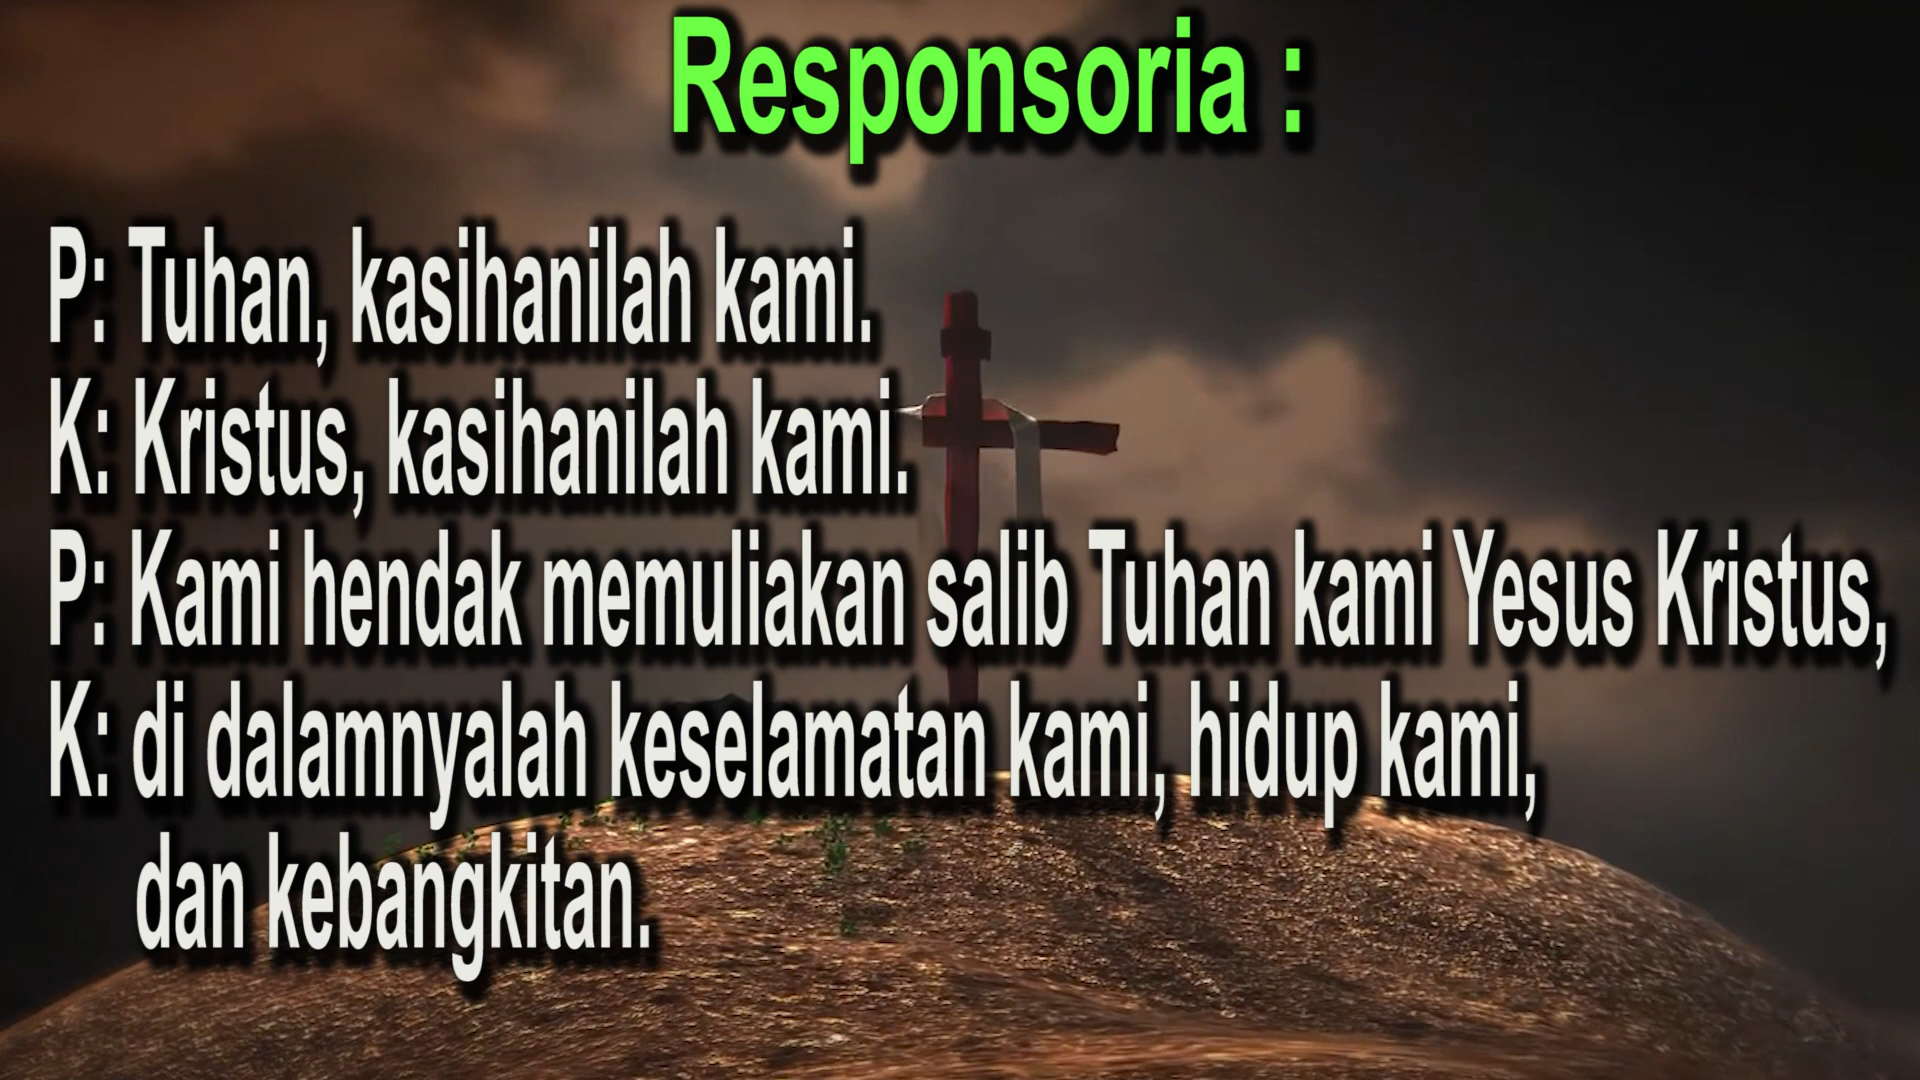 Responsoria :
P: Tuhan, kasihanilah kami.
K: Kristus, kasihanilah kami.
P: Kami hendak memuliakan salib Tuhan kami Yesus Kristus,
K: di dalamnyalah keselamatan kami, hidup kami,
dan kebangkitan.